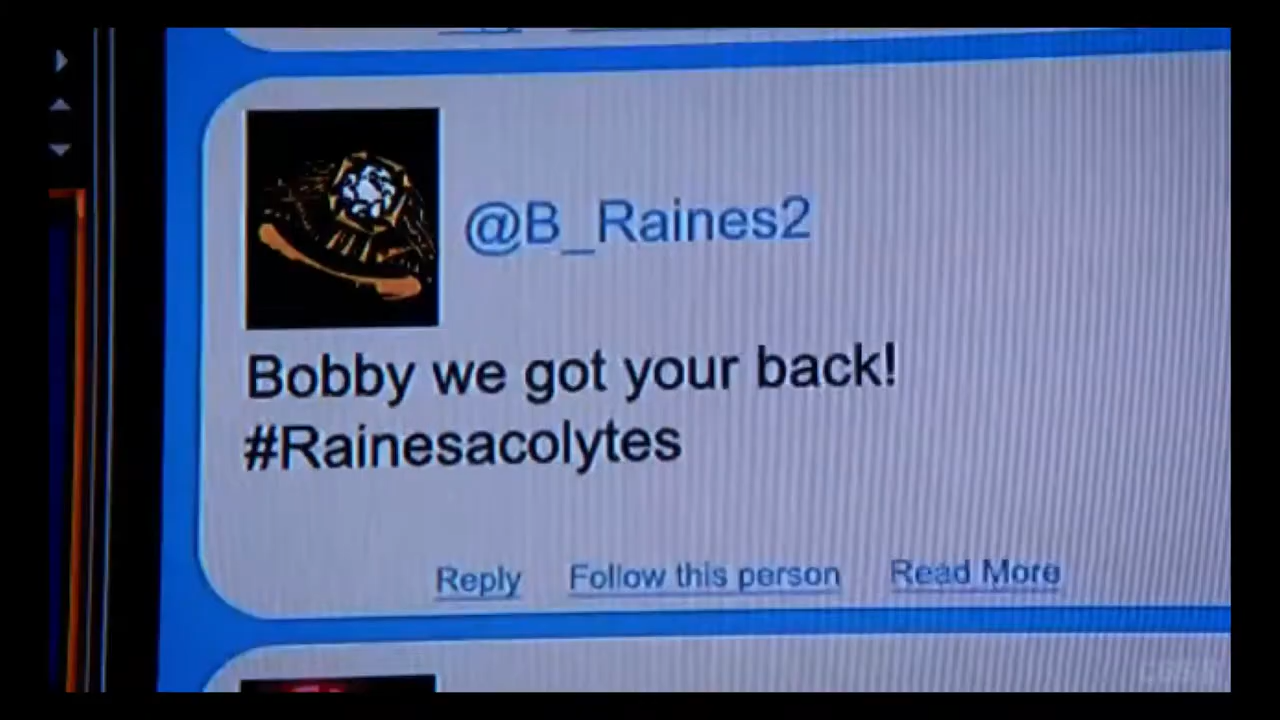 @B_Raines2
Bobby we got your back!
#Rainesacolytes
Reply Follow this person Read More